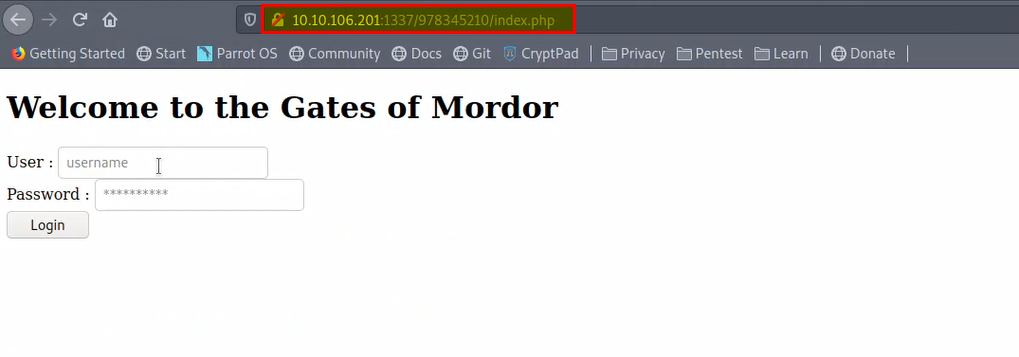 10.10.106.201:1337/978345210/index.php
Getting Started Start Parrot OS Community Docs Git CryptPad Privacy Pentest Learn Donate
Welcome to the Gates of Mordor
User : username
Password : **********
Login